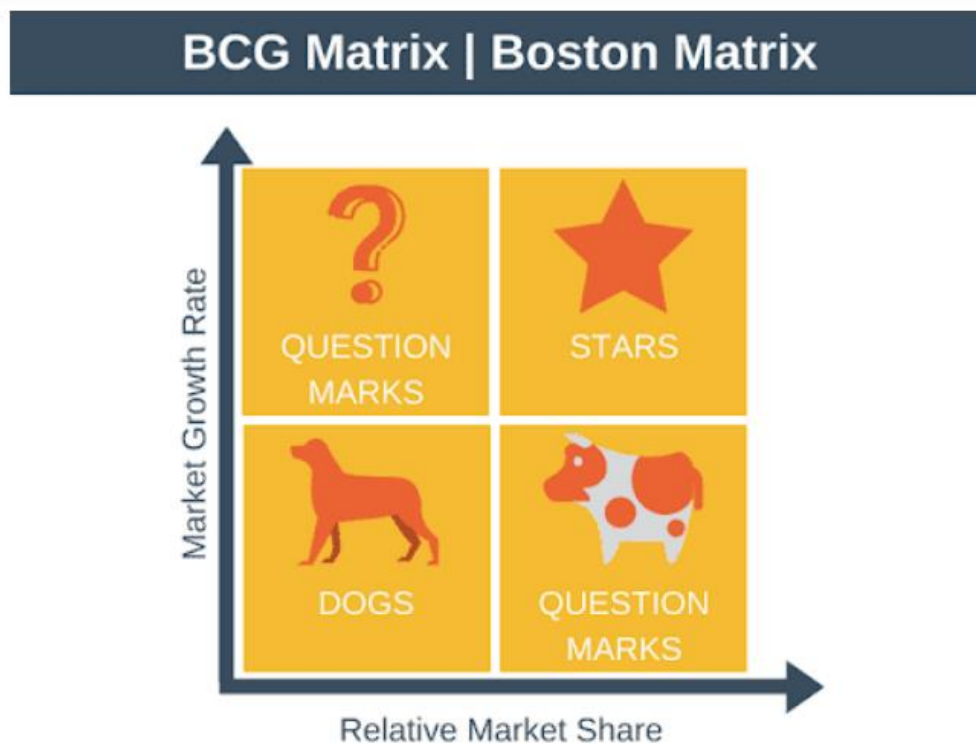 BCG Matrix | Boston Matrix
Market Growth Rate
QUESTION
MARKS
STARS
DOGS
QUESTION
MARKS
Relative Market Share